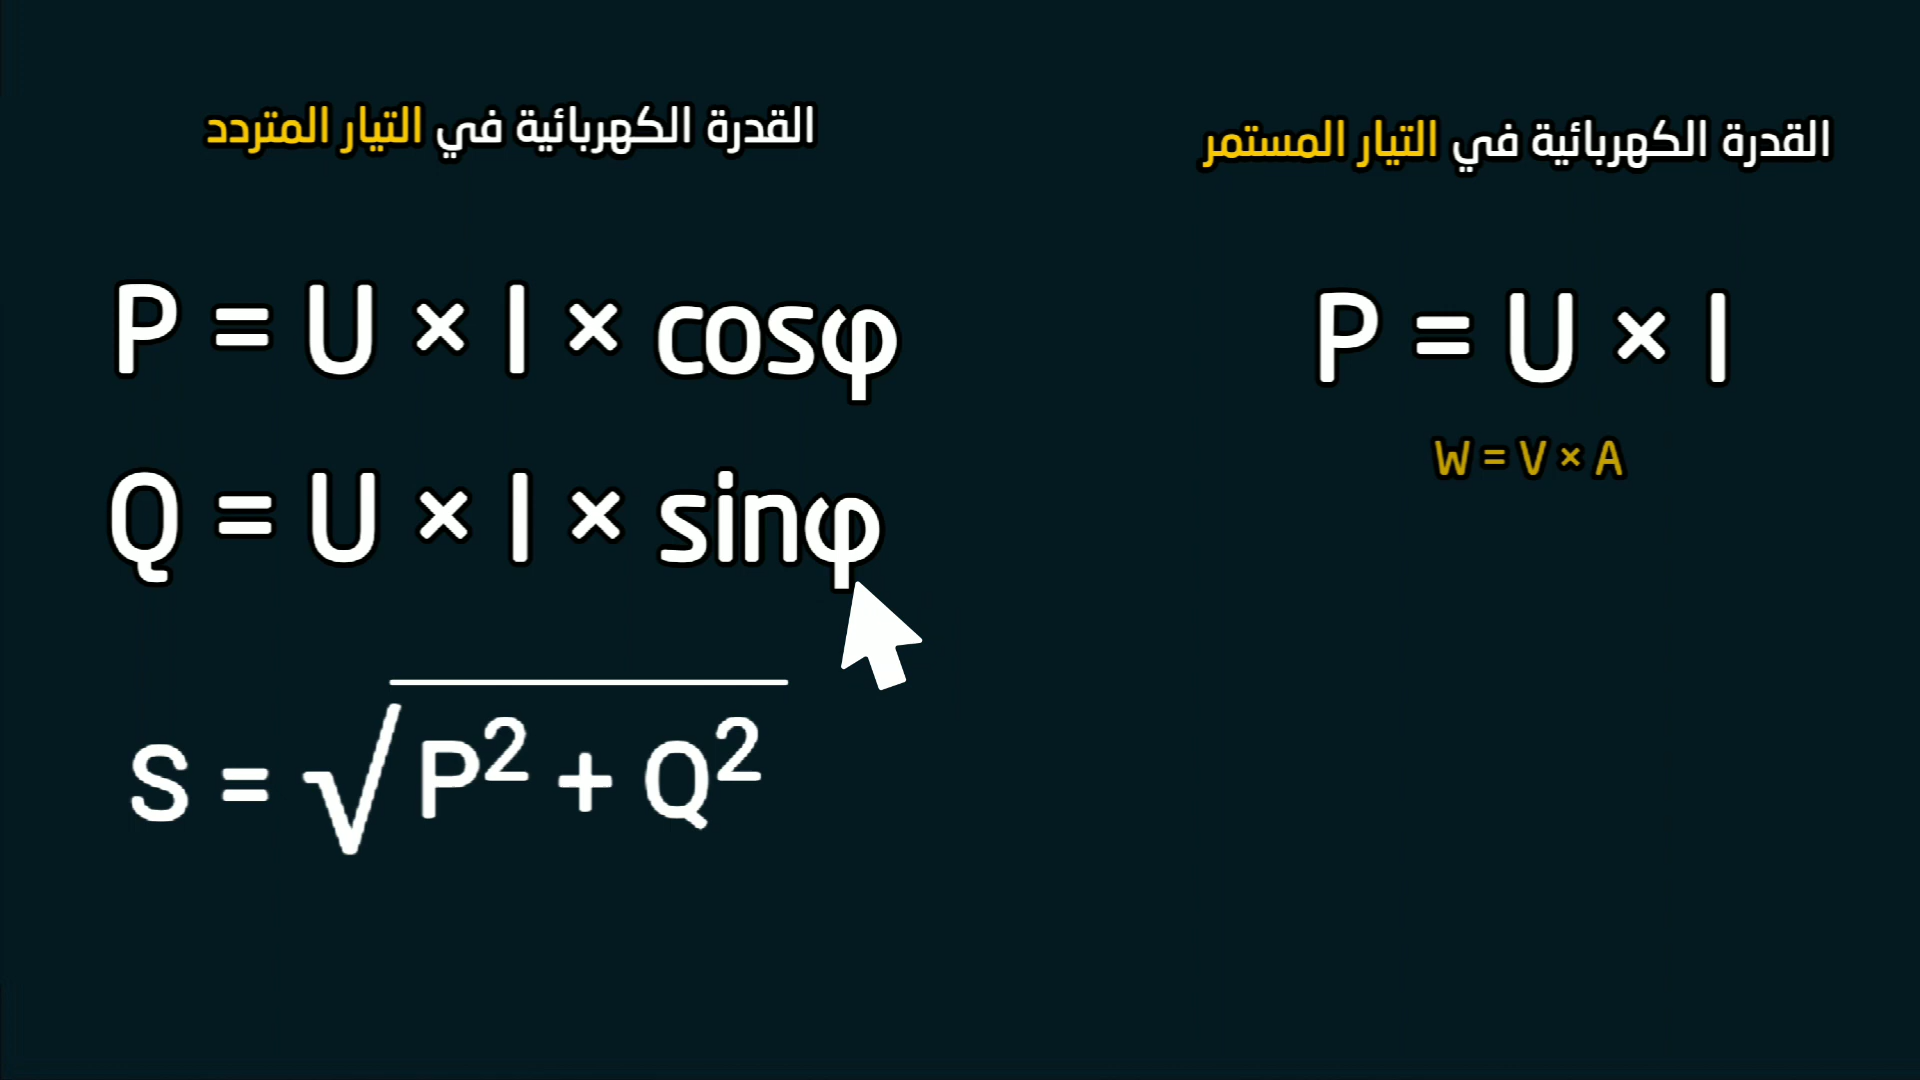 القدرة الكهربائية في التيار المستمر
P = U × I
W = V × A
القدرة الكهربائية في التيار المتردد
P = U × I × cosφ
Q = U × I × sinφ
S = √P² + Q²